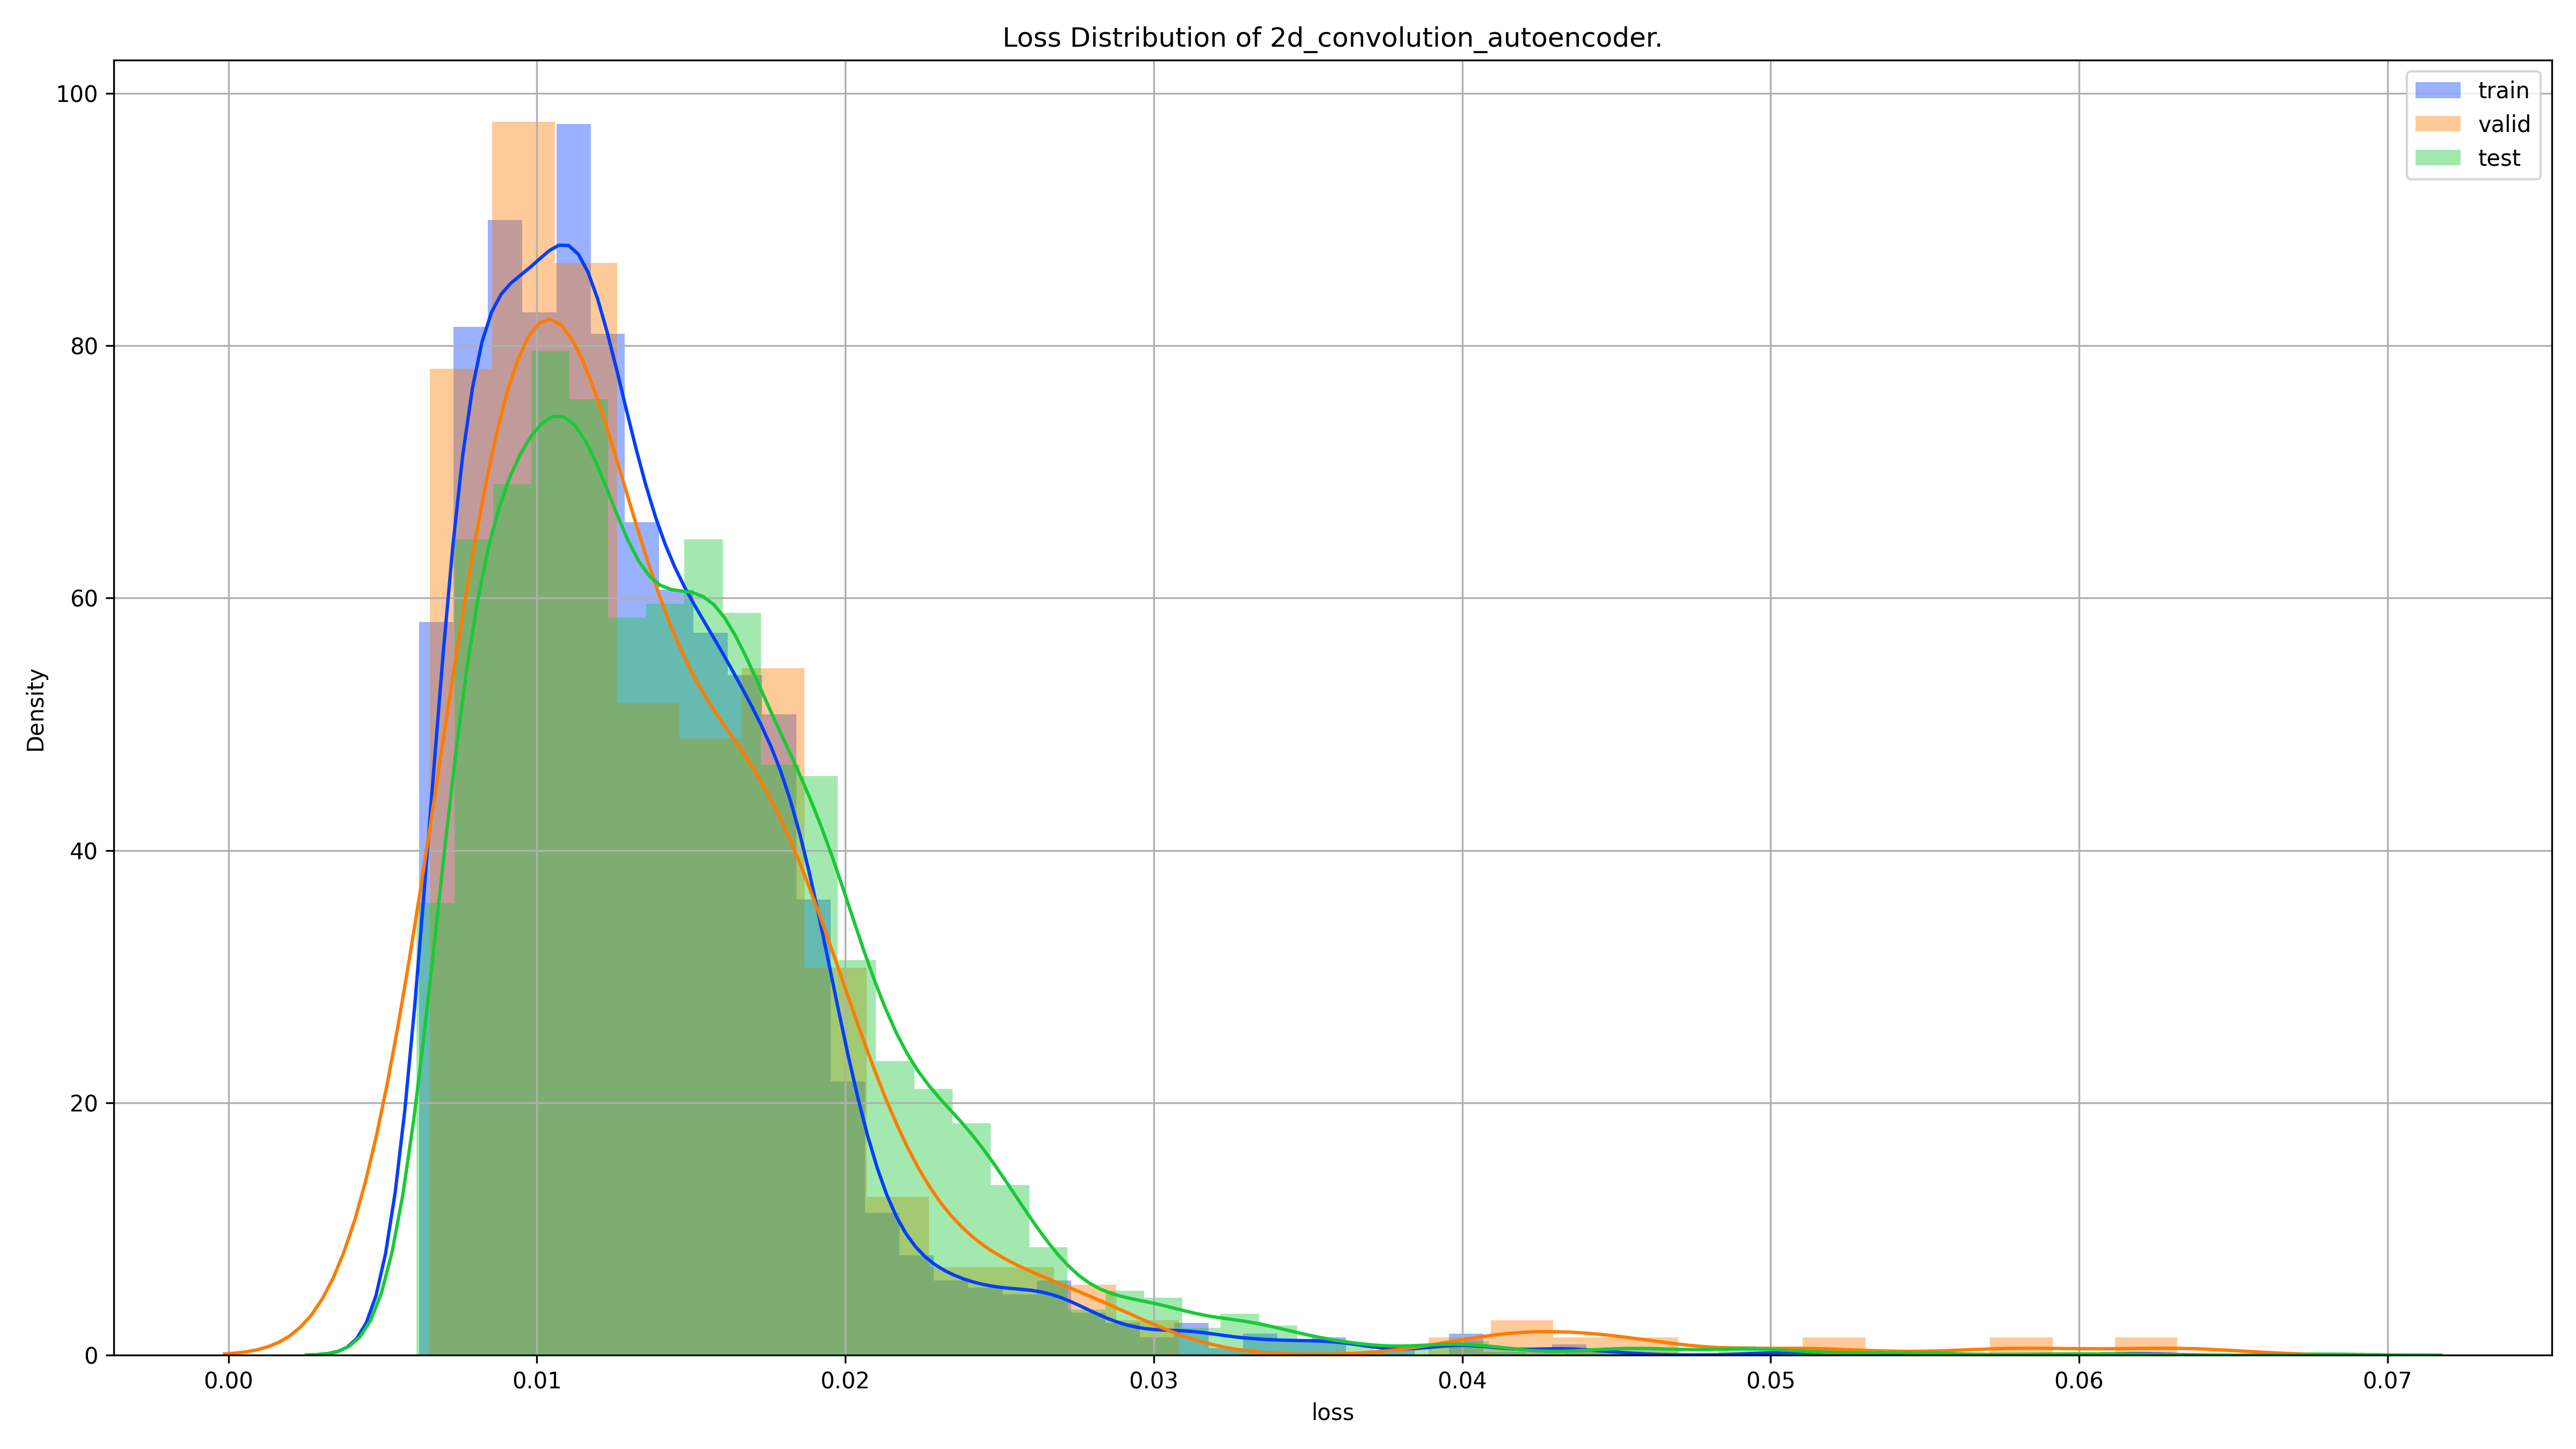 Loss Distribution of 2d_convolution_autoencoder.
train
valid
test
100
80
60
40
20
0
Density
0.00 0.01 0.02 0.03 0.04 0.05 0.06 0.07
loss